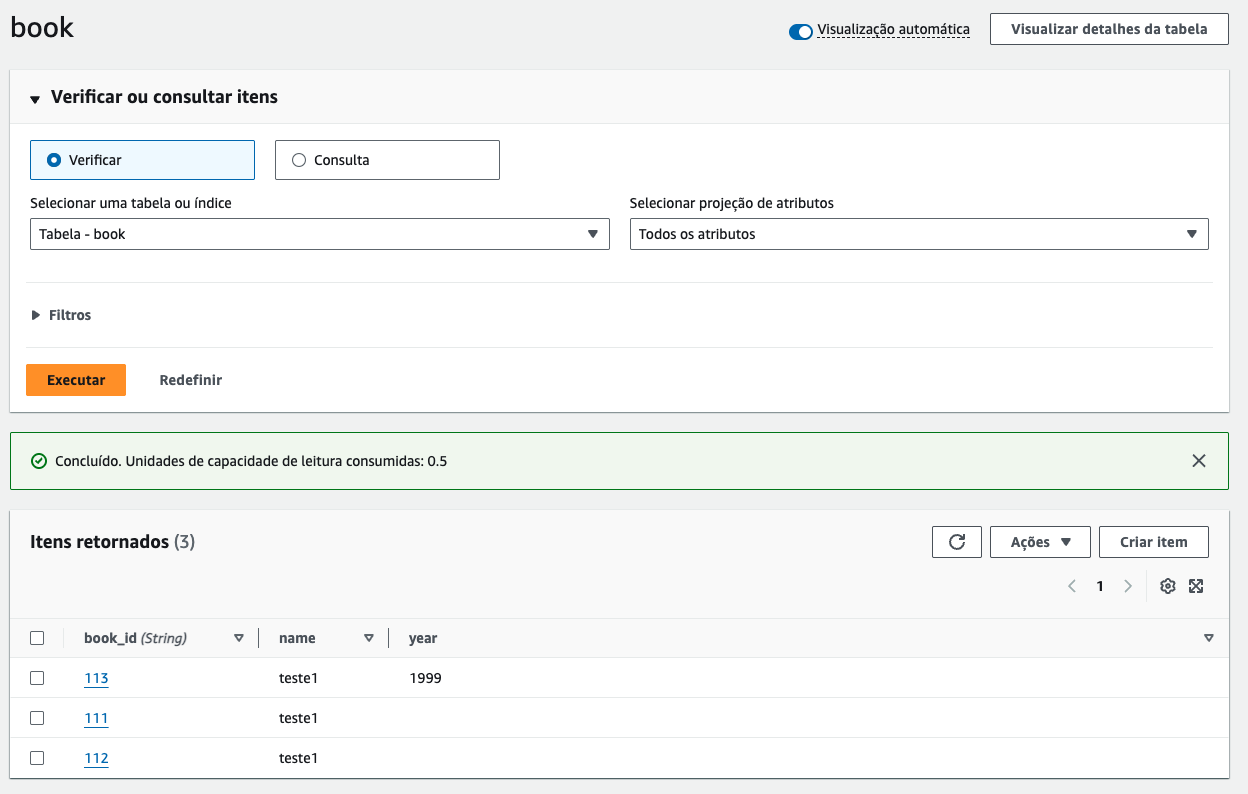 book
Visualização automática
Visualizar detalhes da tabela
Verificar ou consultar itens
Verificar
Consulta
Selecionar uma tabela ou índice
Selecionar projeção de atributos
Tabela - book
Todos os atributos
Filtros
Executar
Redefinir
Concluído. Unidades de capacidade de leitura consumidas: 0.5
Itens retornados (3)
Ações
Criar item
1
book_id (String) name year
113 teste1 1999
111 teste1
112 teste1